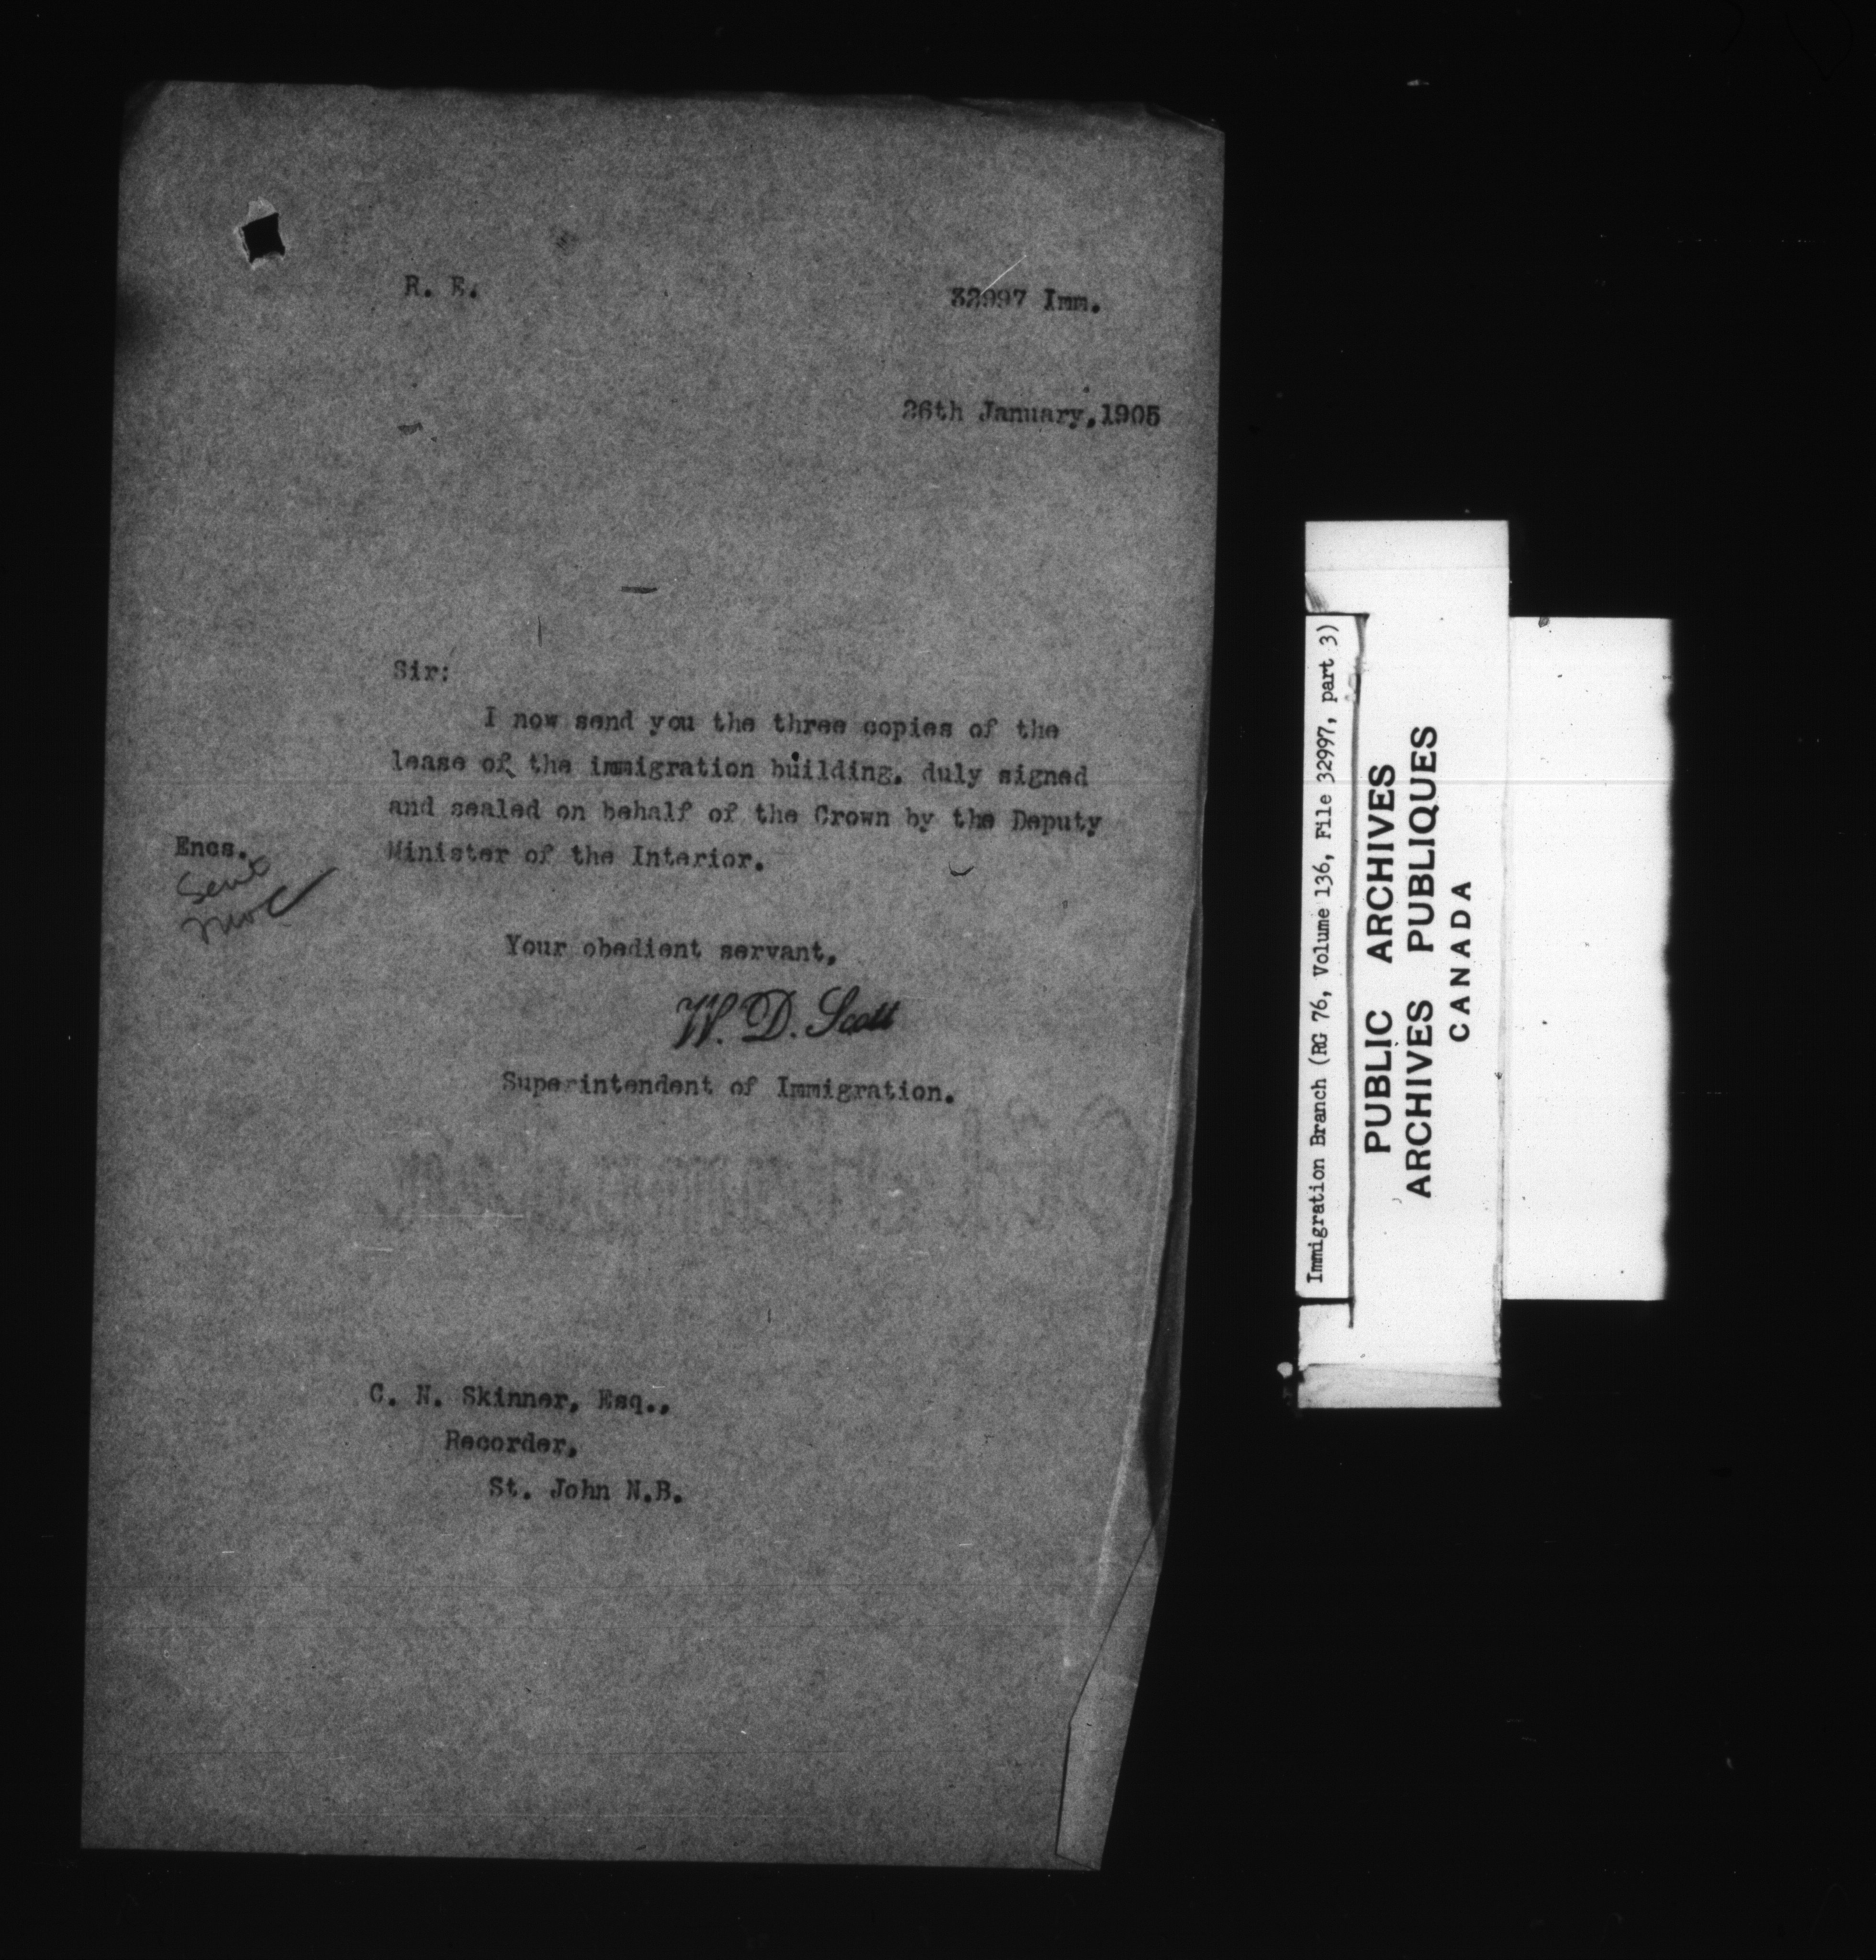 R. E.
32997 Imm.
26th January, 1905
Sir:
I now send you the three copies of the
lease of the immigration building, duly signed
and sealed on behalf of the Crown by the Deputy
Minister of the Interior.
Encs.
Sent
Your obedient servant,
W. D. Scott
Superintendent of Immigration.
C. N. Skinner, Esq.,
Recorder,
St. John N.B.
Immigration Branch (RG 76, Volume 136, File 32997, part 3)
PUBLIC ARCHIVES
ARCHIVES PUBLIQUES
CANADA